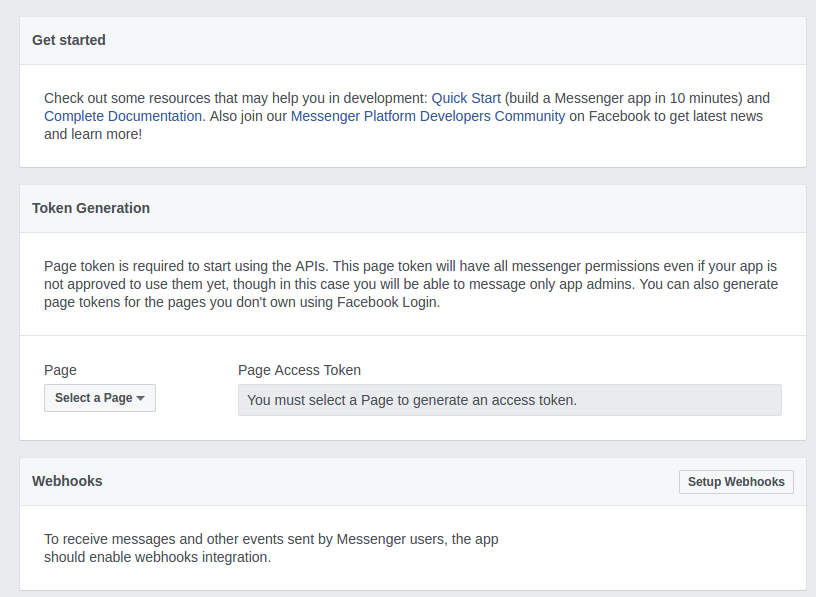 Get started
Check out some resources that may help you in development: Quick Start (build a Messenger app in 10 minutes) and
Complete Documentation. Also join our Messenger Platform Developers Community on Facebook to get latest news
and learn more!
Token Generation
Page token is required to start using the APIs. This page token will have all messenger permissions even if your app is
not approved to use them yet, though in this case you will be able to message only app admins. You can also generate
page tokens for the pages you don't own using Facebook Login.
Page
Page Access Token
Select a Page
You must select a Page to generate an access token.
Webhooks
Setup Webhooks
To receive messages and other events sent by Messenger users, the app
should enable webhooks integration.